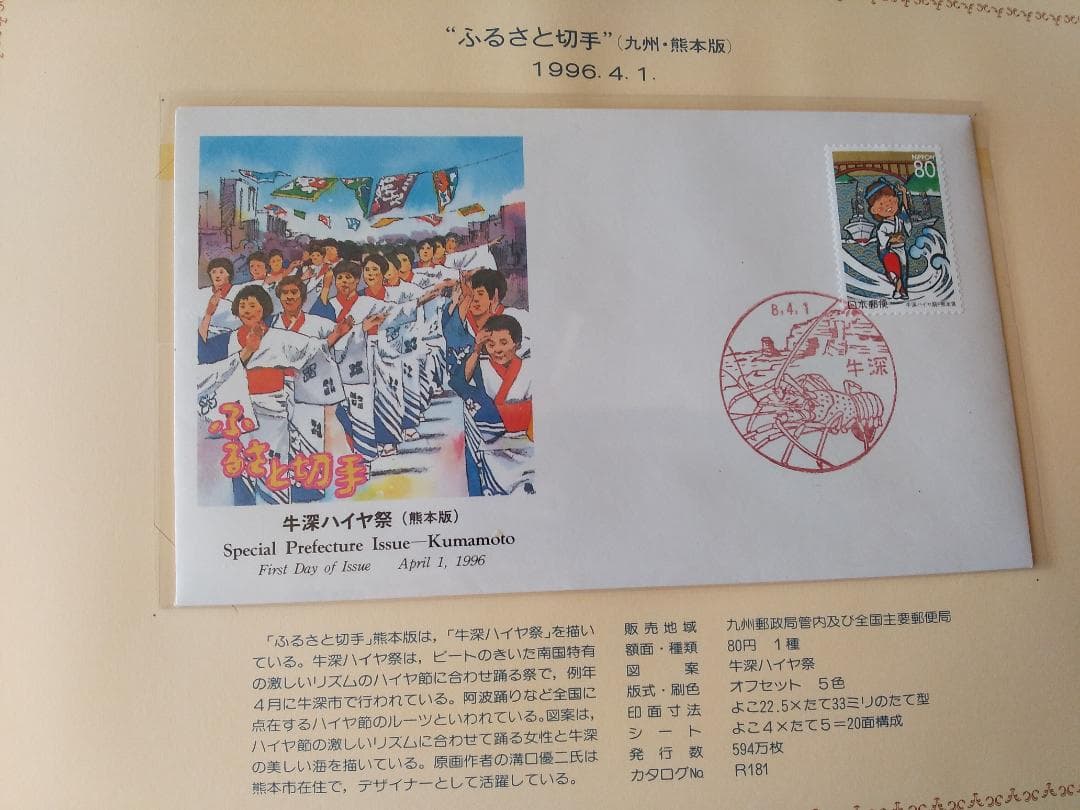 “ふるさと切手”(九州・熊本版)
1996.4.1.
NIPPON
80
日本郵便
牛深ハイヤ祭・熊本県
8.4.1
牛深
ふるさと切手
牛深ハイヤ祭（熊本版）
Special Prefecture Issue—Kumamoto
First Day of Issue April 1, 1996
「ふるさと切手」熊本版は，「牛深ハイヤ祭」を描い
ている。牛深ハイヤ祭は，ビートのきいた南国特有
の激しいリズムのハイヤ節に合わせ踊る祭で，例年
４月に牛深市で行われている。阿波踊りなど全国に
点在するハイヤ節のルーツといわれている。図案は，
ハイヤ節の激しいリズムに合わせて踊る女性と牛深
の美しい海を描いている。原画作者の溝口優二氏は
熊本市在住で，デザイナーとして活躍している。
販売地域 九州郵政局管内及び全国主要郵便局
額面・種類 80円 1種
図案 牛深ハイヤ祭
版式・刷色 オフセット 5色
印面寸法 よこ22.5×たて33ミリのたて型
シート よこ4×たて5＝20面構成
発行数 594万枚
カタログNo. R181